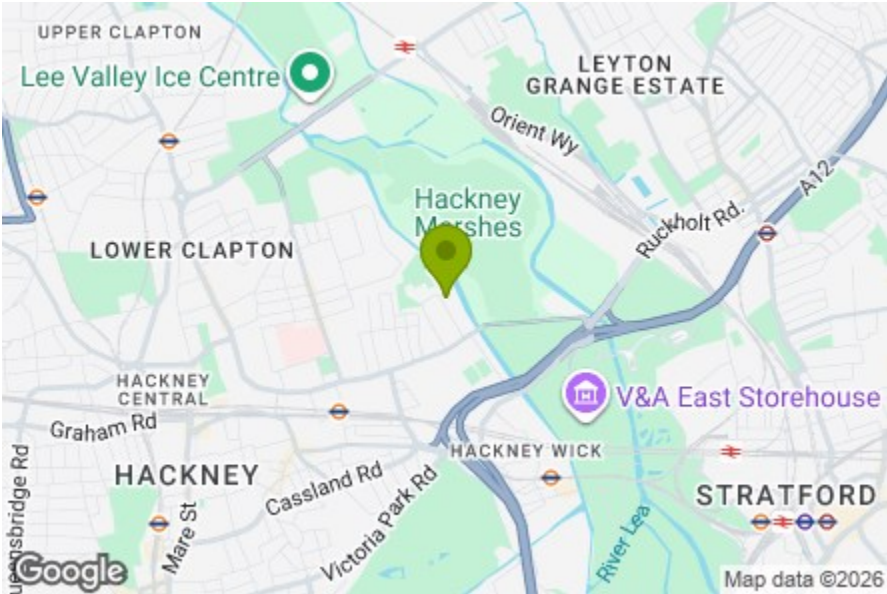 UPPER CLAPTON
Lee Valley Ice Centre
LEYTON
GRANGE ESTATE
Orient Wy
A12
Hackney
Marshes
Ruckholt Rd.
LOWER CLAPTON
HACKNEY
CENTRAL
V&A East Storehouse
Graham Rd
HACKNEY WICK
HACKNEY
Cassland Rd
STRATFORD
Queensbridge Rd
Mare St
Victoria Park Rd
River Lea
Google
Map data ©2026